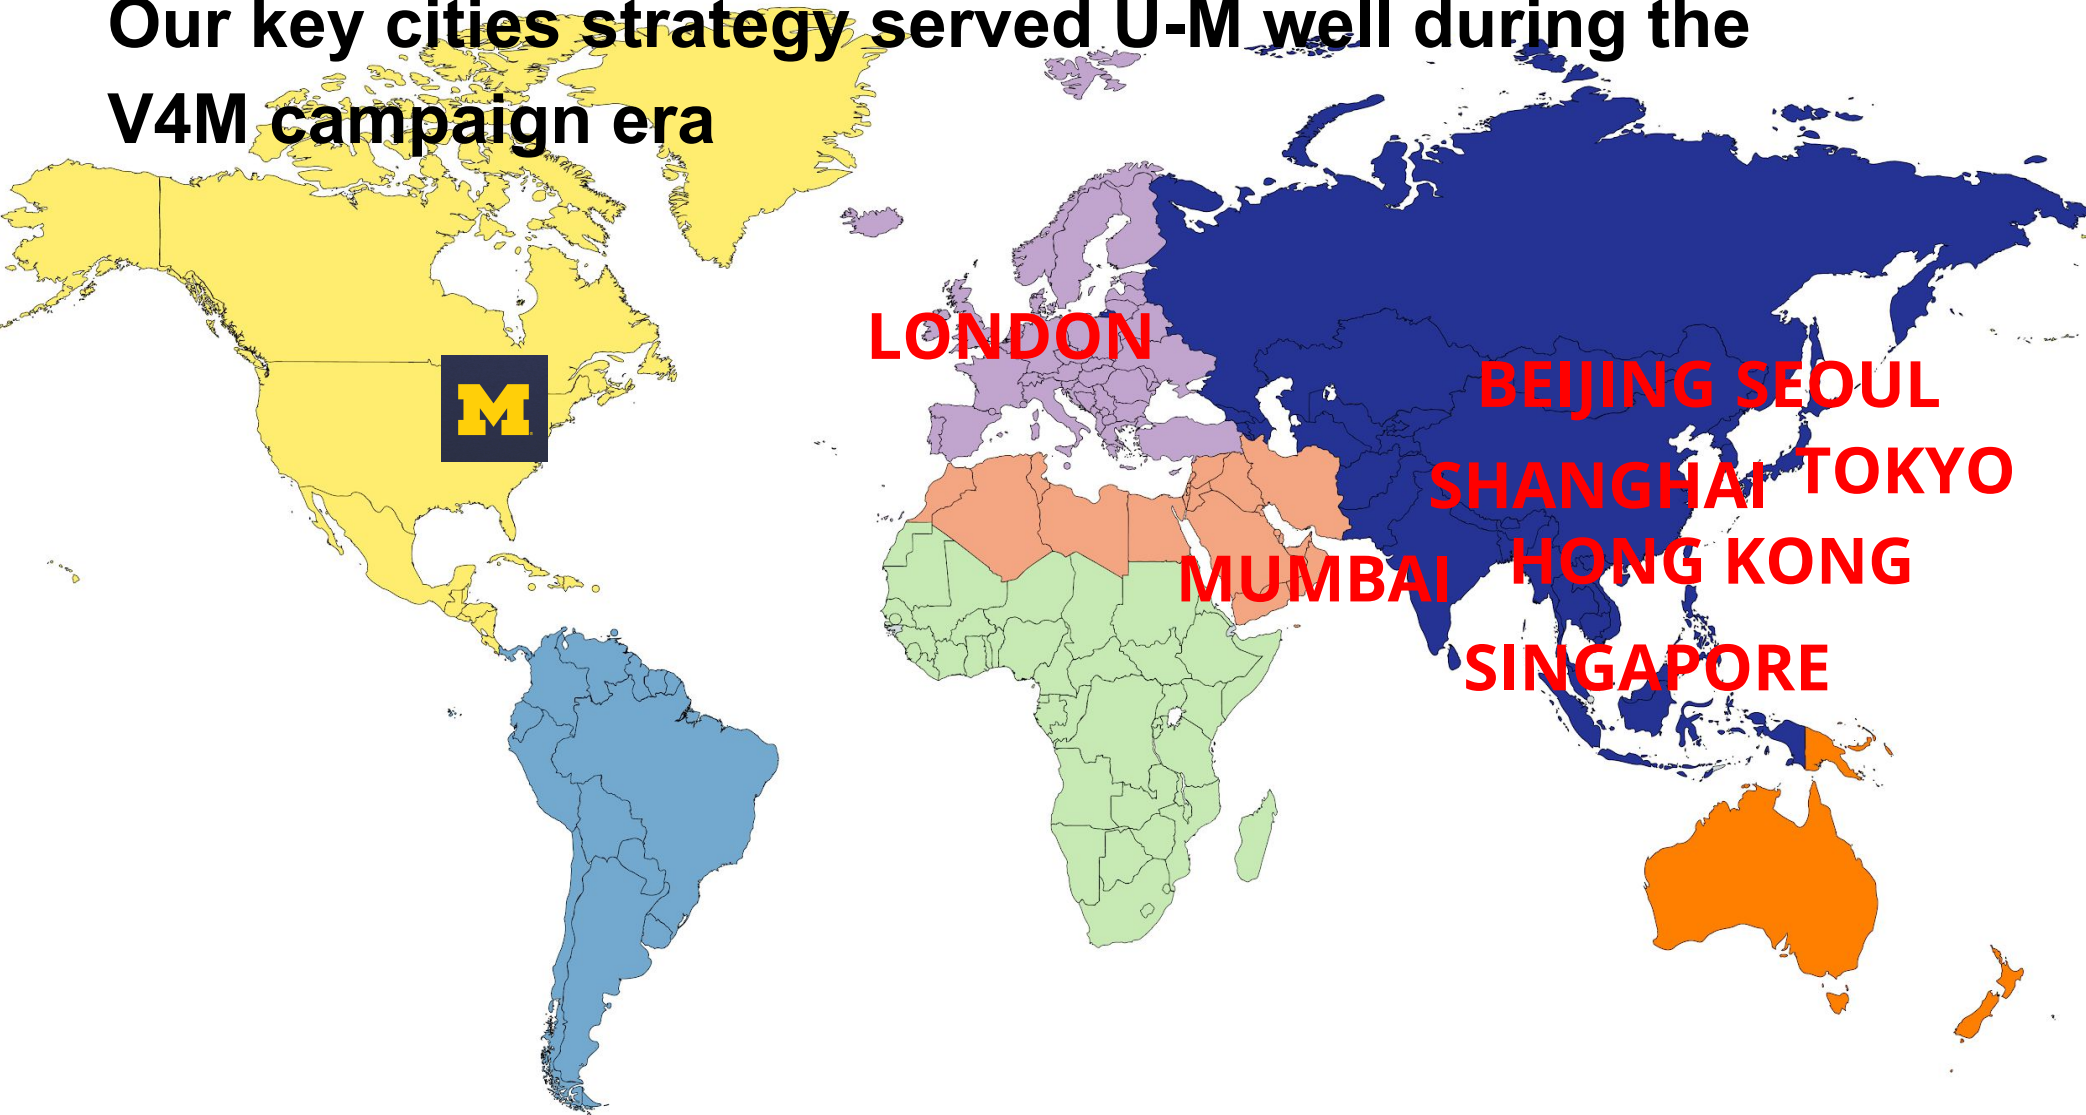 Our key cities strategy served U-M well during the
V4M campaign era
LONDON
BEIJING SEOUL
SHANGHAI TOKYO
MUMBAI HONG KONG
SINGAPORE
M